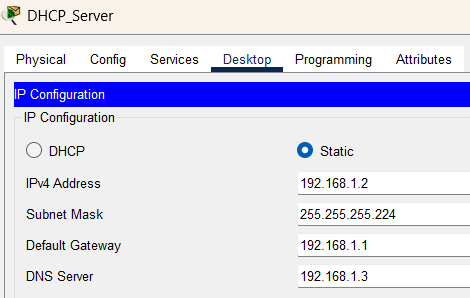 DHCP_Server
Physical Config Services Desktop Programming Attributes
IP Configuration
IP Configuration
DHCP Static
IPv4 Address 192.168.1.2
Subnet Mask 255.255.255.224
Default Gateway 192.168.1.1
DNS Server 192.168.1.3